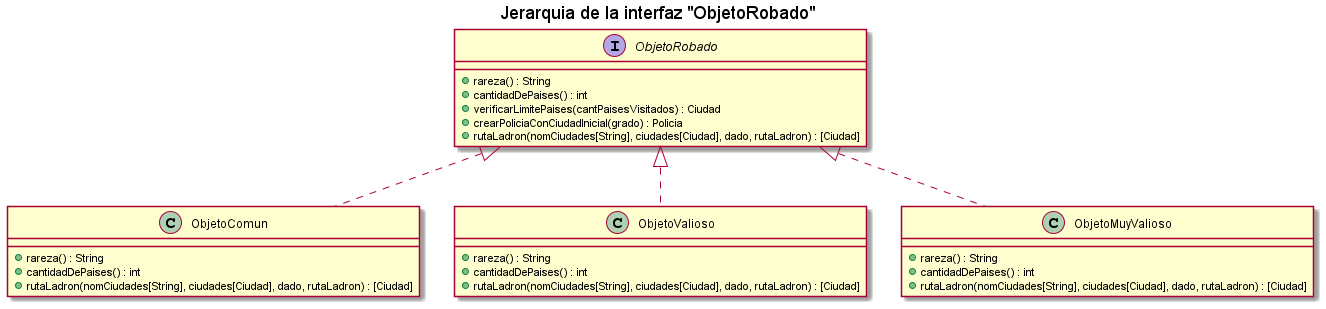 Jerarquia de la interfaz "ObjetoRobado"
I ObjetoRobado
rareza() : String
cantidadDePaises() : int
verificarLimitePaises(cantPaisesVisitados) : Ciudad
crearPoliciaConCiudadInicial(grado) : Policia
rutaLadron(nomCiudades[String], ciudades[Ciudad], dado, rutaLadron) : [Ciudad]
C ObjetoComun
rareza() : String
cantidadDePaises() : int
rutaLadron(nomCiudades[String], ciudades[Ciudad], dado, rutaLadron) : [Ciudad]
C ObjetoValioso
rareza() : String
cantidadDePaises() : int
rutaLadron(nomCiudades[String], ciudades[Ciudad], dado, rutaLadron) : [Ciudad]
C ObjetoMuyValioso
rareza() : String
cantidadDePaises() : int
rutaLadron(nomCiudades[String], ciudades[Ciudad], dado, rutaLadron) : [Ciudad]